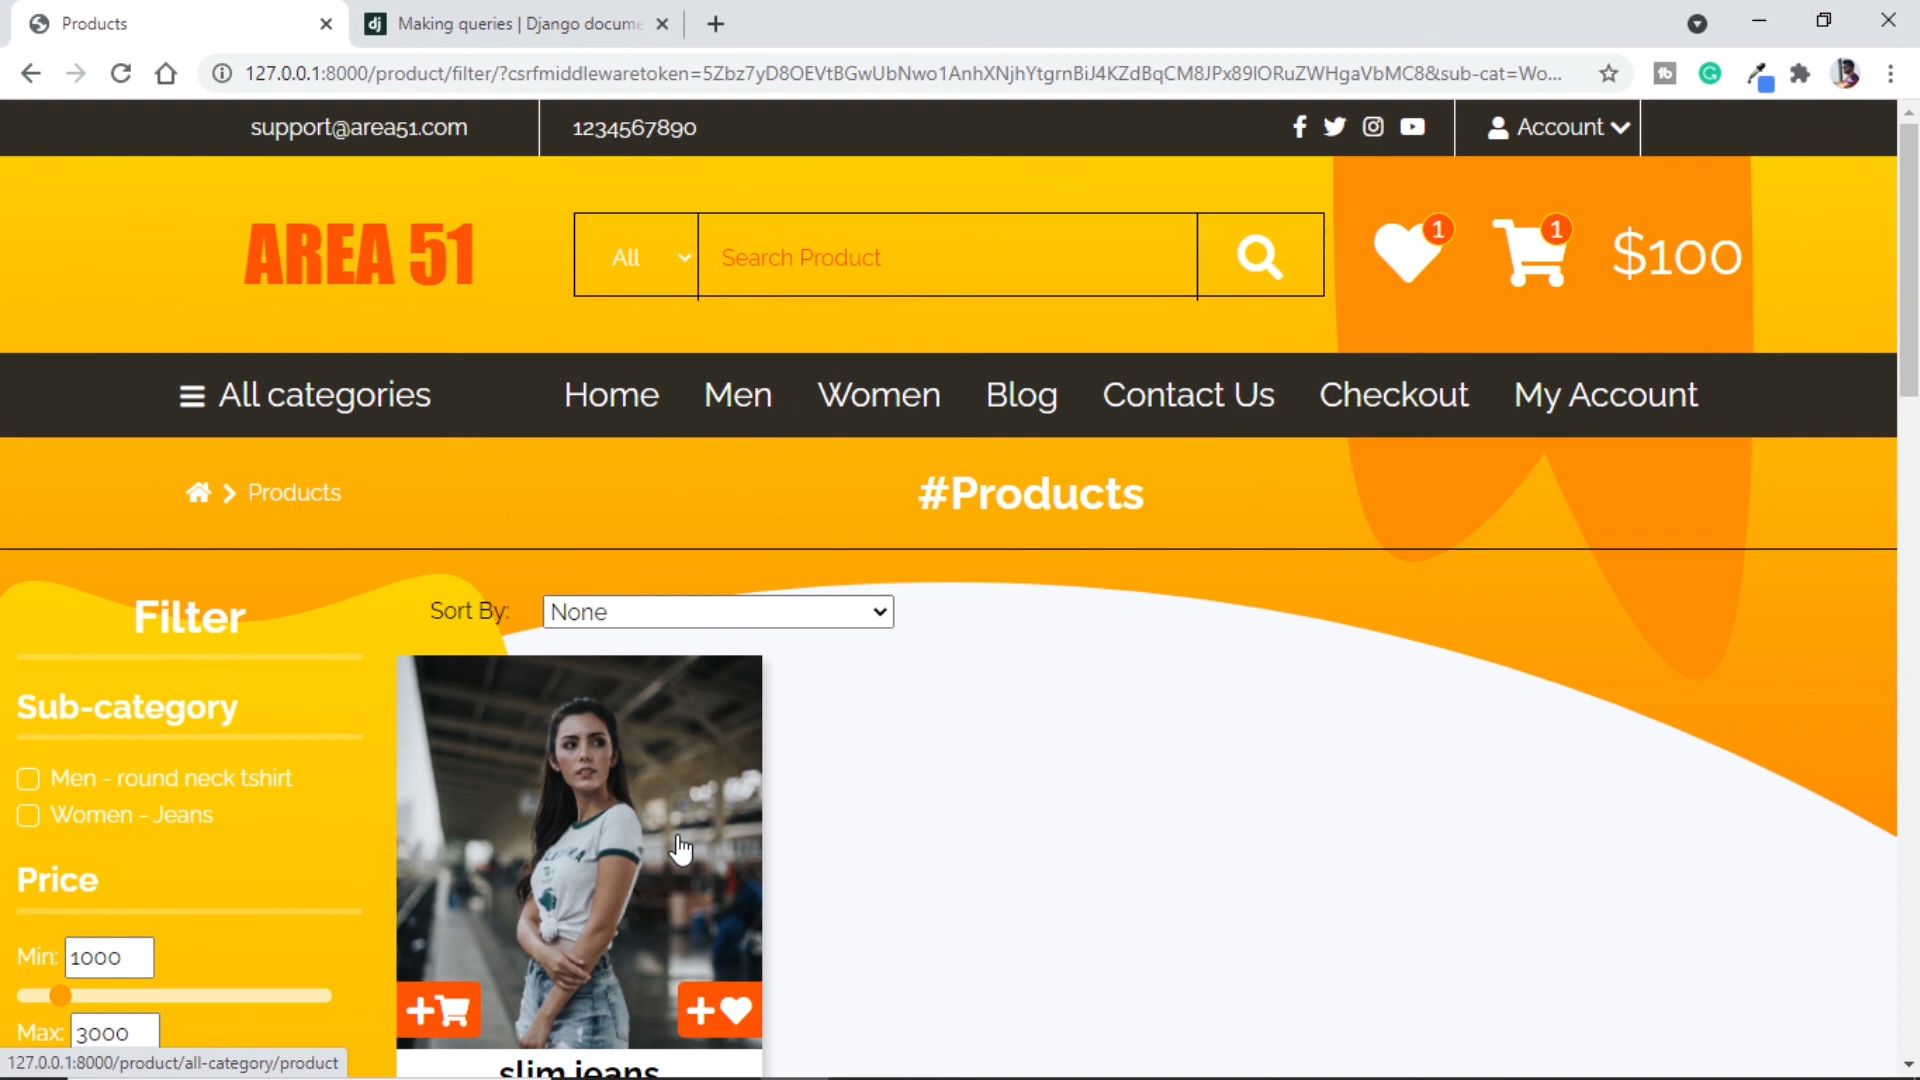 Products
Making queries | Django docume
127.0.0.1:8000/product/filter/?csrfmiddlewaretoken=5Zbz7yD8OEVtBGwUbNwo1AnhXNjhYtgrnBiJ4KZdBqCM8JPx89IORuZWHgaVbMC8&sub-cat=Wo...
support@area51.com
1234567890
Account
AREA 51
All
Search Product
1
1
$100
All categories
Home
Men
Women
Blog
Contact Us
Checkout
My Account
Products
#Products
Filter
Sort By:
None
Sub-category
Men - round neck tshirt
Women - Jeans
Price
Min: 1000
Max: 3000
slim jeans
127.0.0.1:8000/product/all-category/product